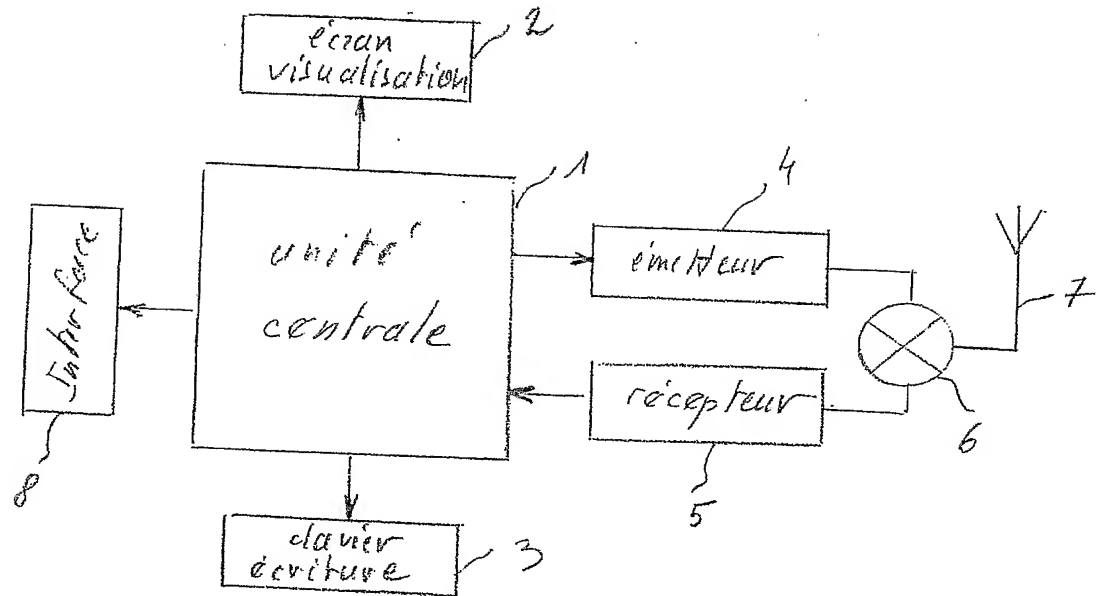 écran
visualisation
2
1
unité
centrale
4
émetteur
7
Interface
8
récepteur
5
6
clavier
écriture
3